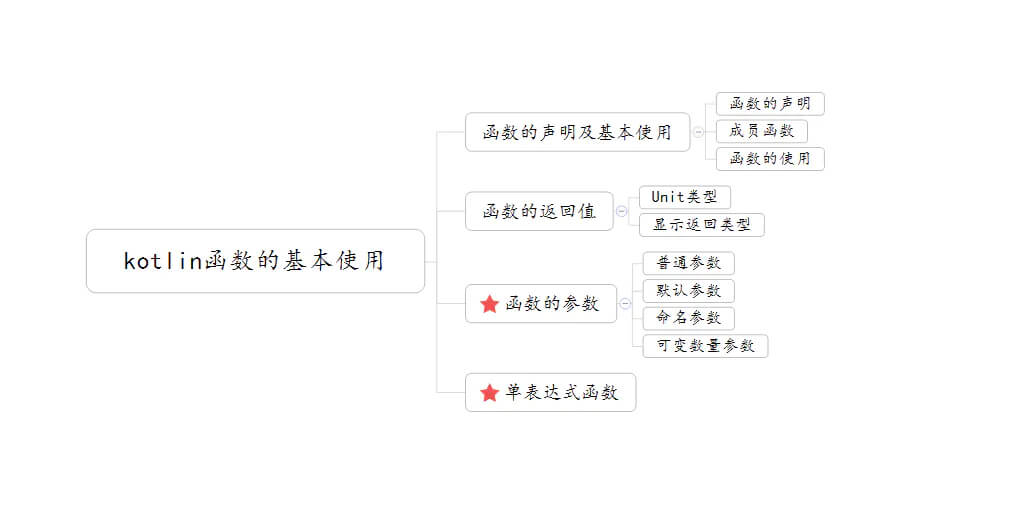 kotlin函数的基本使用
函数的声明及基本使用
函数的声明
成员函数
函数的使用
函数的返回值
Unit类型
显示返回类型
函数的参数
普通参数
默认参数
命名参数
可变数量参数
单表达式函数